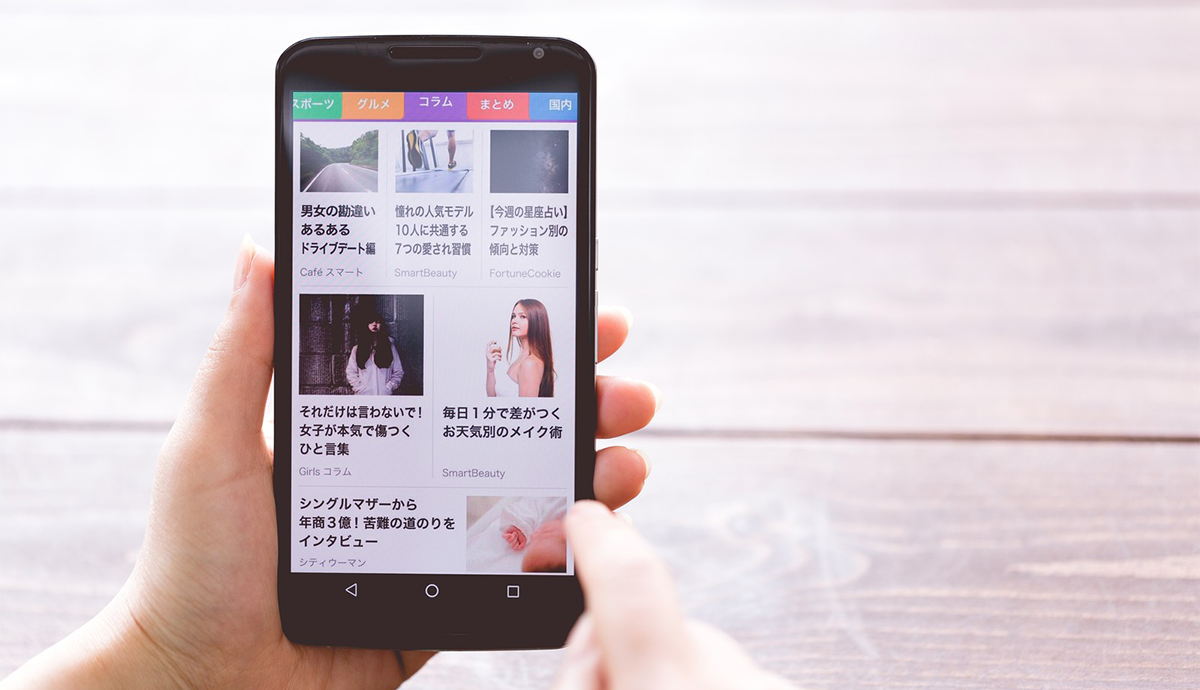 スポーツ
グルメ
コラム
まとめ
国内
男女の勘違い
あるある
ドライブデート編
Café スマート
憧れの人気モデル
10人に共通する
7つの愛され習慣
SmartBeauty
【今週の星座占い】
ファッション別の
傾向と対策
FortuneCookie
それだけは言わないで！
女子が本気で傷つく
ひと言集
Girls コラム
毎日１分で差がつく
お天気別のメイク術
SmartBeauty
シングルマザーから
年商３億！苦難の道のりを
インタビュー
シティウーマン